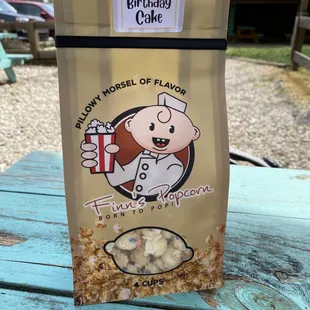 Birthday
Cake
PILLOWY MORSEL OF FLAVOR
Finn's Popcorn
BORN TO POP!
4 CUPS